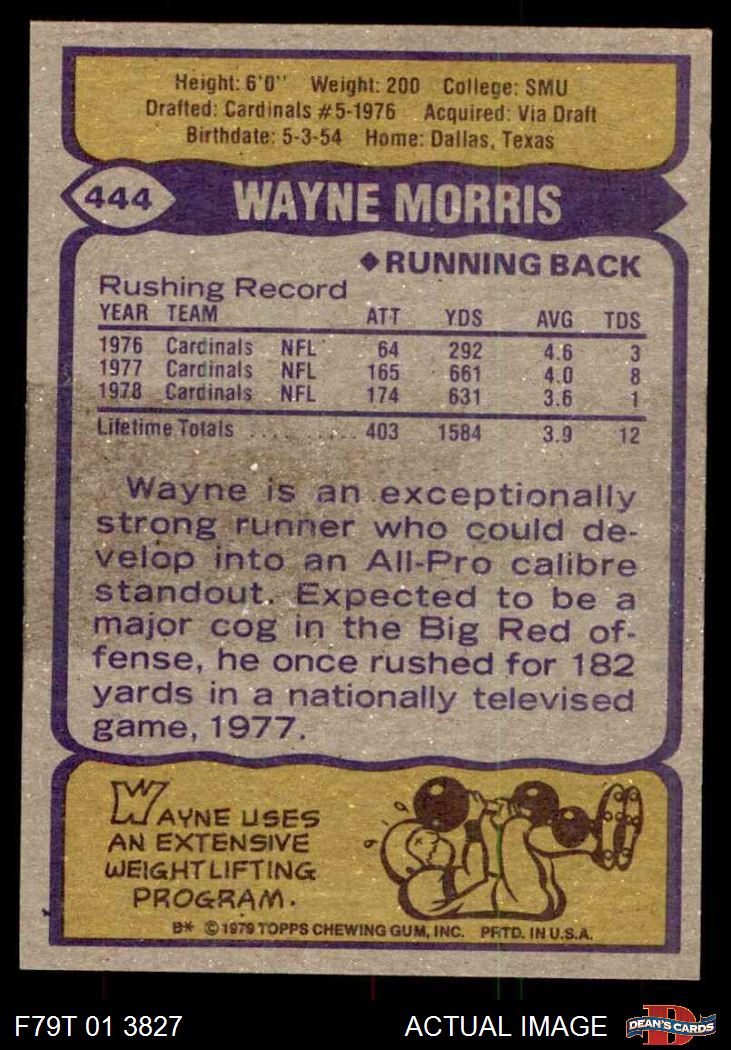 Height: 6'0" Weight: 200 College: SMU
Drafted: Cardinals #5-1976 Acquired: Via Draft
Birthdate: 5-3-54 Home: Dallas, Texas
444 WAYNE MORRIS
◆RUNNING BACK
Rushing Record
YEAR TEAM ATT YDS AVG TDS
1976 Cardinals NFL 64 292 4.6 3
1977 Cardinals NFL 165 661 4.0 8
1978 Cardinals NFL 174 631 3.6 1
Lifetime Totals .......... 403 1584 3.9 12
Wayne is an exceptionally
strong runner who could de-
velop into an All-Pro calibre
standout. Expected to be a
major cog in the Big Red of-
fense, he once rushed for 182
yards in a nationally televised
game, 1977.
WAYNE USES
AN EXTENSIVE
WEIGHTLIFTING
PROGRAM.
B* © 1979 TOPPS CHEWING GUM, INC. PRTD. IN U.S.A.
F79T 01 3827 ACTUAL IMAGE D DEAN'S CARDS